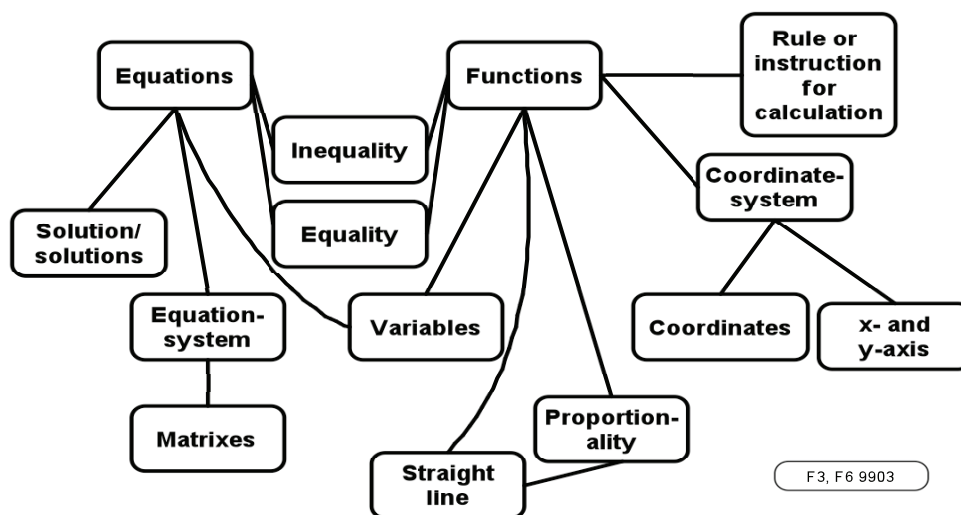 Equations
Functions
Rule or
instruction
for
calculation
Inequality
Coordinate-
system
Solution/
solutions
Equality
Equation-
system
Variables
Coordinates
x- and
y-axis
Matrixes
Proportion-
ality
Straight
line
F3, F6 9903